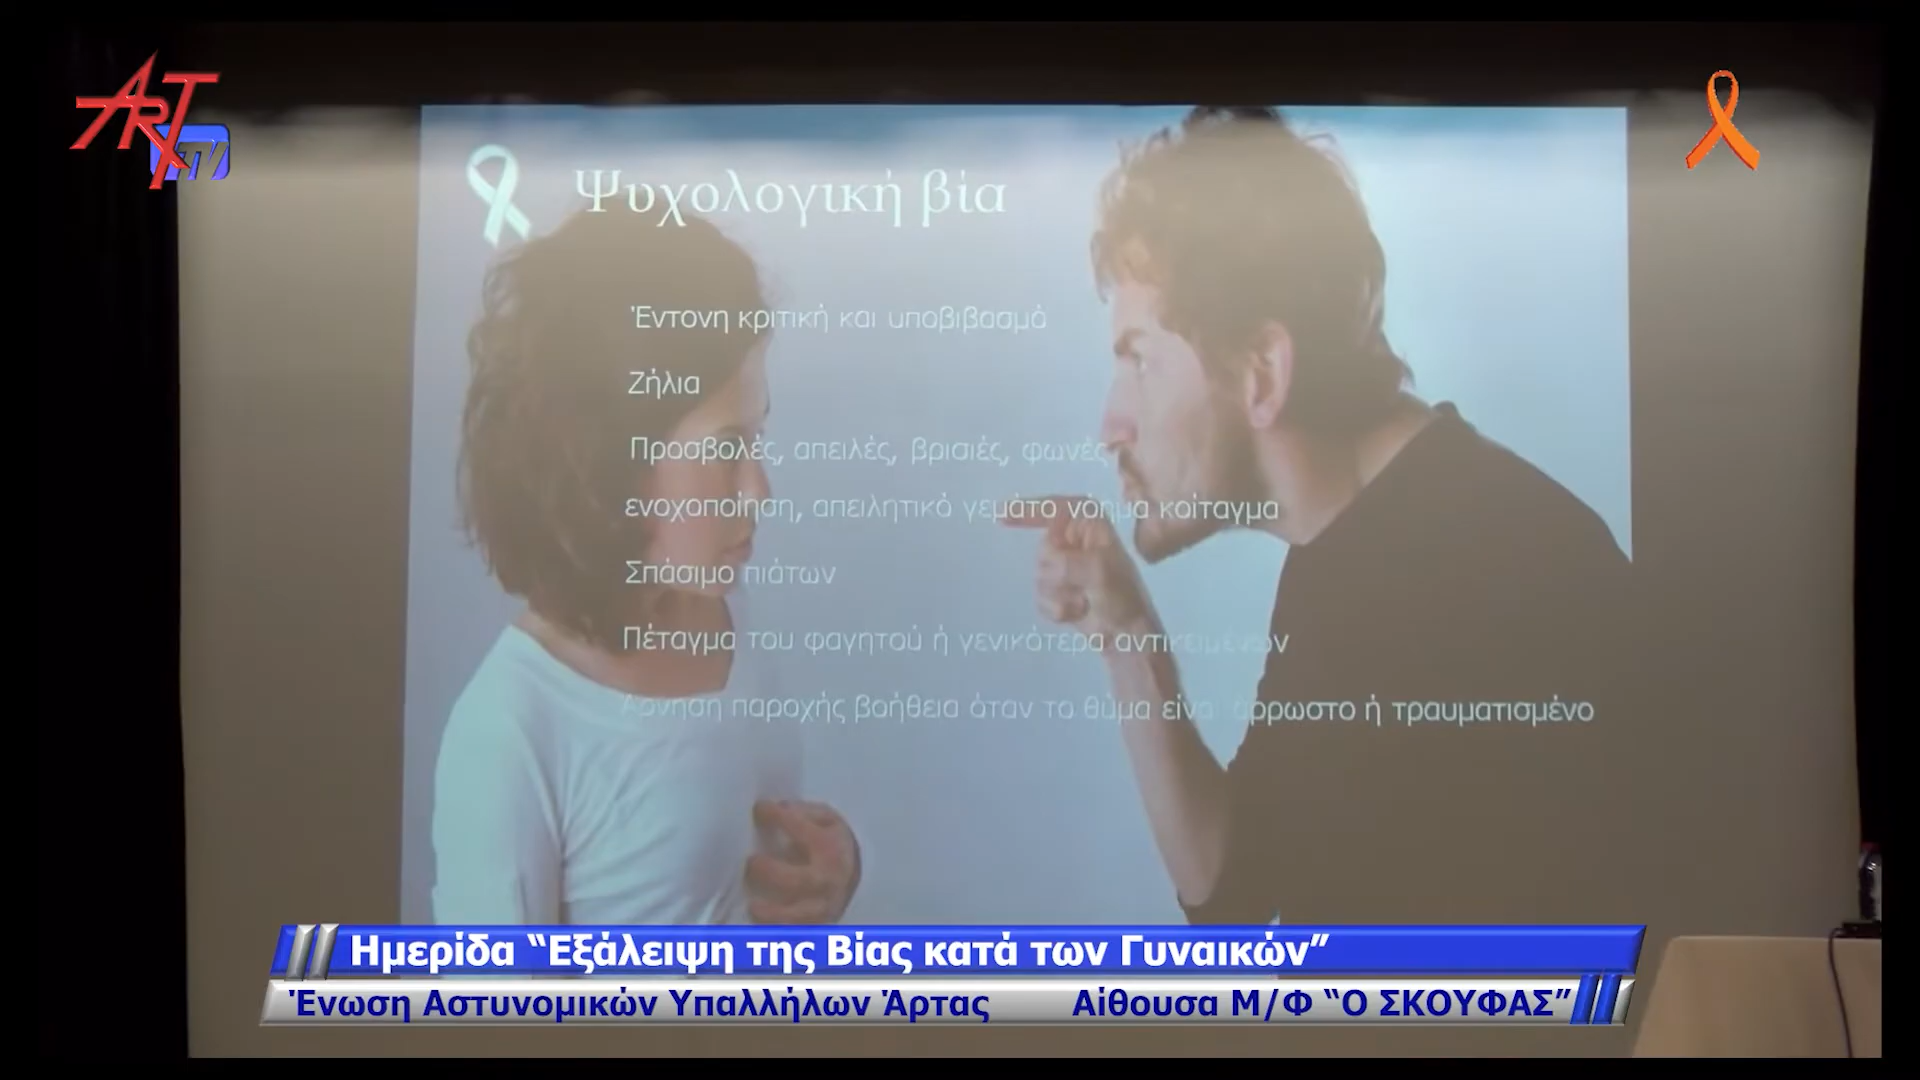 ART TV
Ψυχολογική βία
Έντονη κριτική και υποβιβασμό
Ζήλια
Προσβολές, απειλές, βρισιές, φωνές
ενοχοποίηση, απειλητικό γεμάτο νόημα κοίταγμα
Σπάσιμο πιάτων
Πέταγμα του φαγητού ή γενικότερα αντικειμένων
Άρνηση παροχής βοήθεια όταν το θύμα είναι άρρωστο ή τραυματισμένο
Ημερίδα “Εξάλειψη της Βίας κατά των Γυναικών”
Ένωση Αστυνομικών Υπαλλήλων Άρτας Αίθουσα Μ/Φ “Ο ΣΚΟΥΦΑΣ”